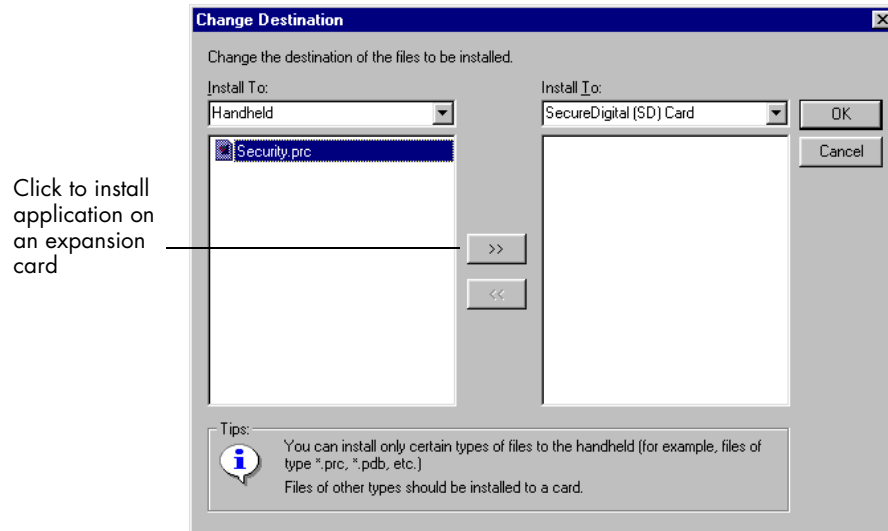 Change Destination
Change the destination of the files to be installed.
Install To:
Install To:
Handheld
SecureDigital (SD) Card
OK
Security.prc
Cancel
Click to install
application on
an expansion
card
>>
<<
Tips:
You can install only certain types of files to the handheld (for example, files of
type *.prc, *.pdb, etc.)
Files of other types should be installed to a card.